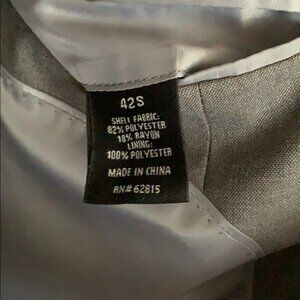 42S
SHELL FABRIC:
82% POLYESTER
18% RAYON
LINING:
100% POLYESTER
MADE IN CHINA
RN# 62815